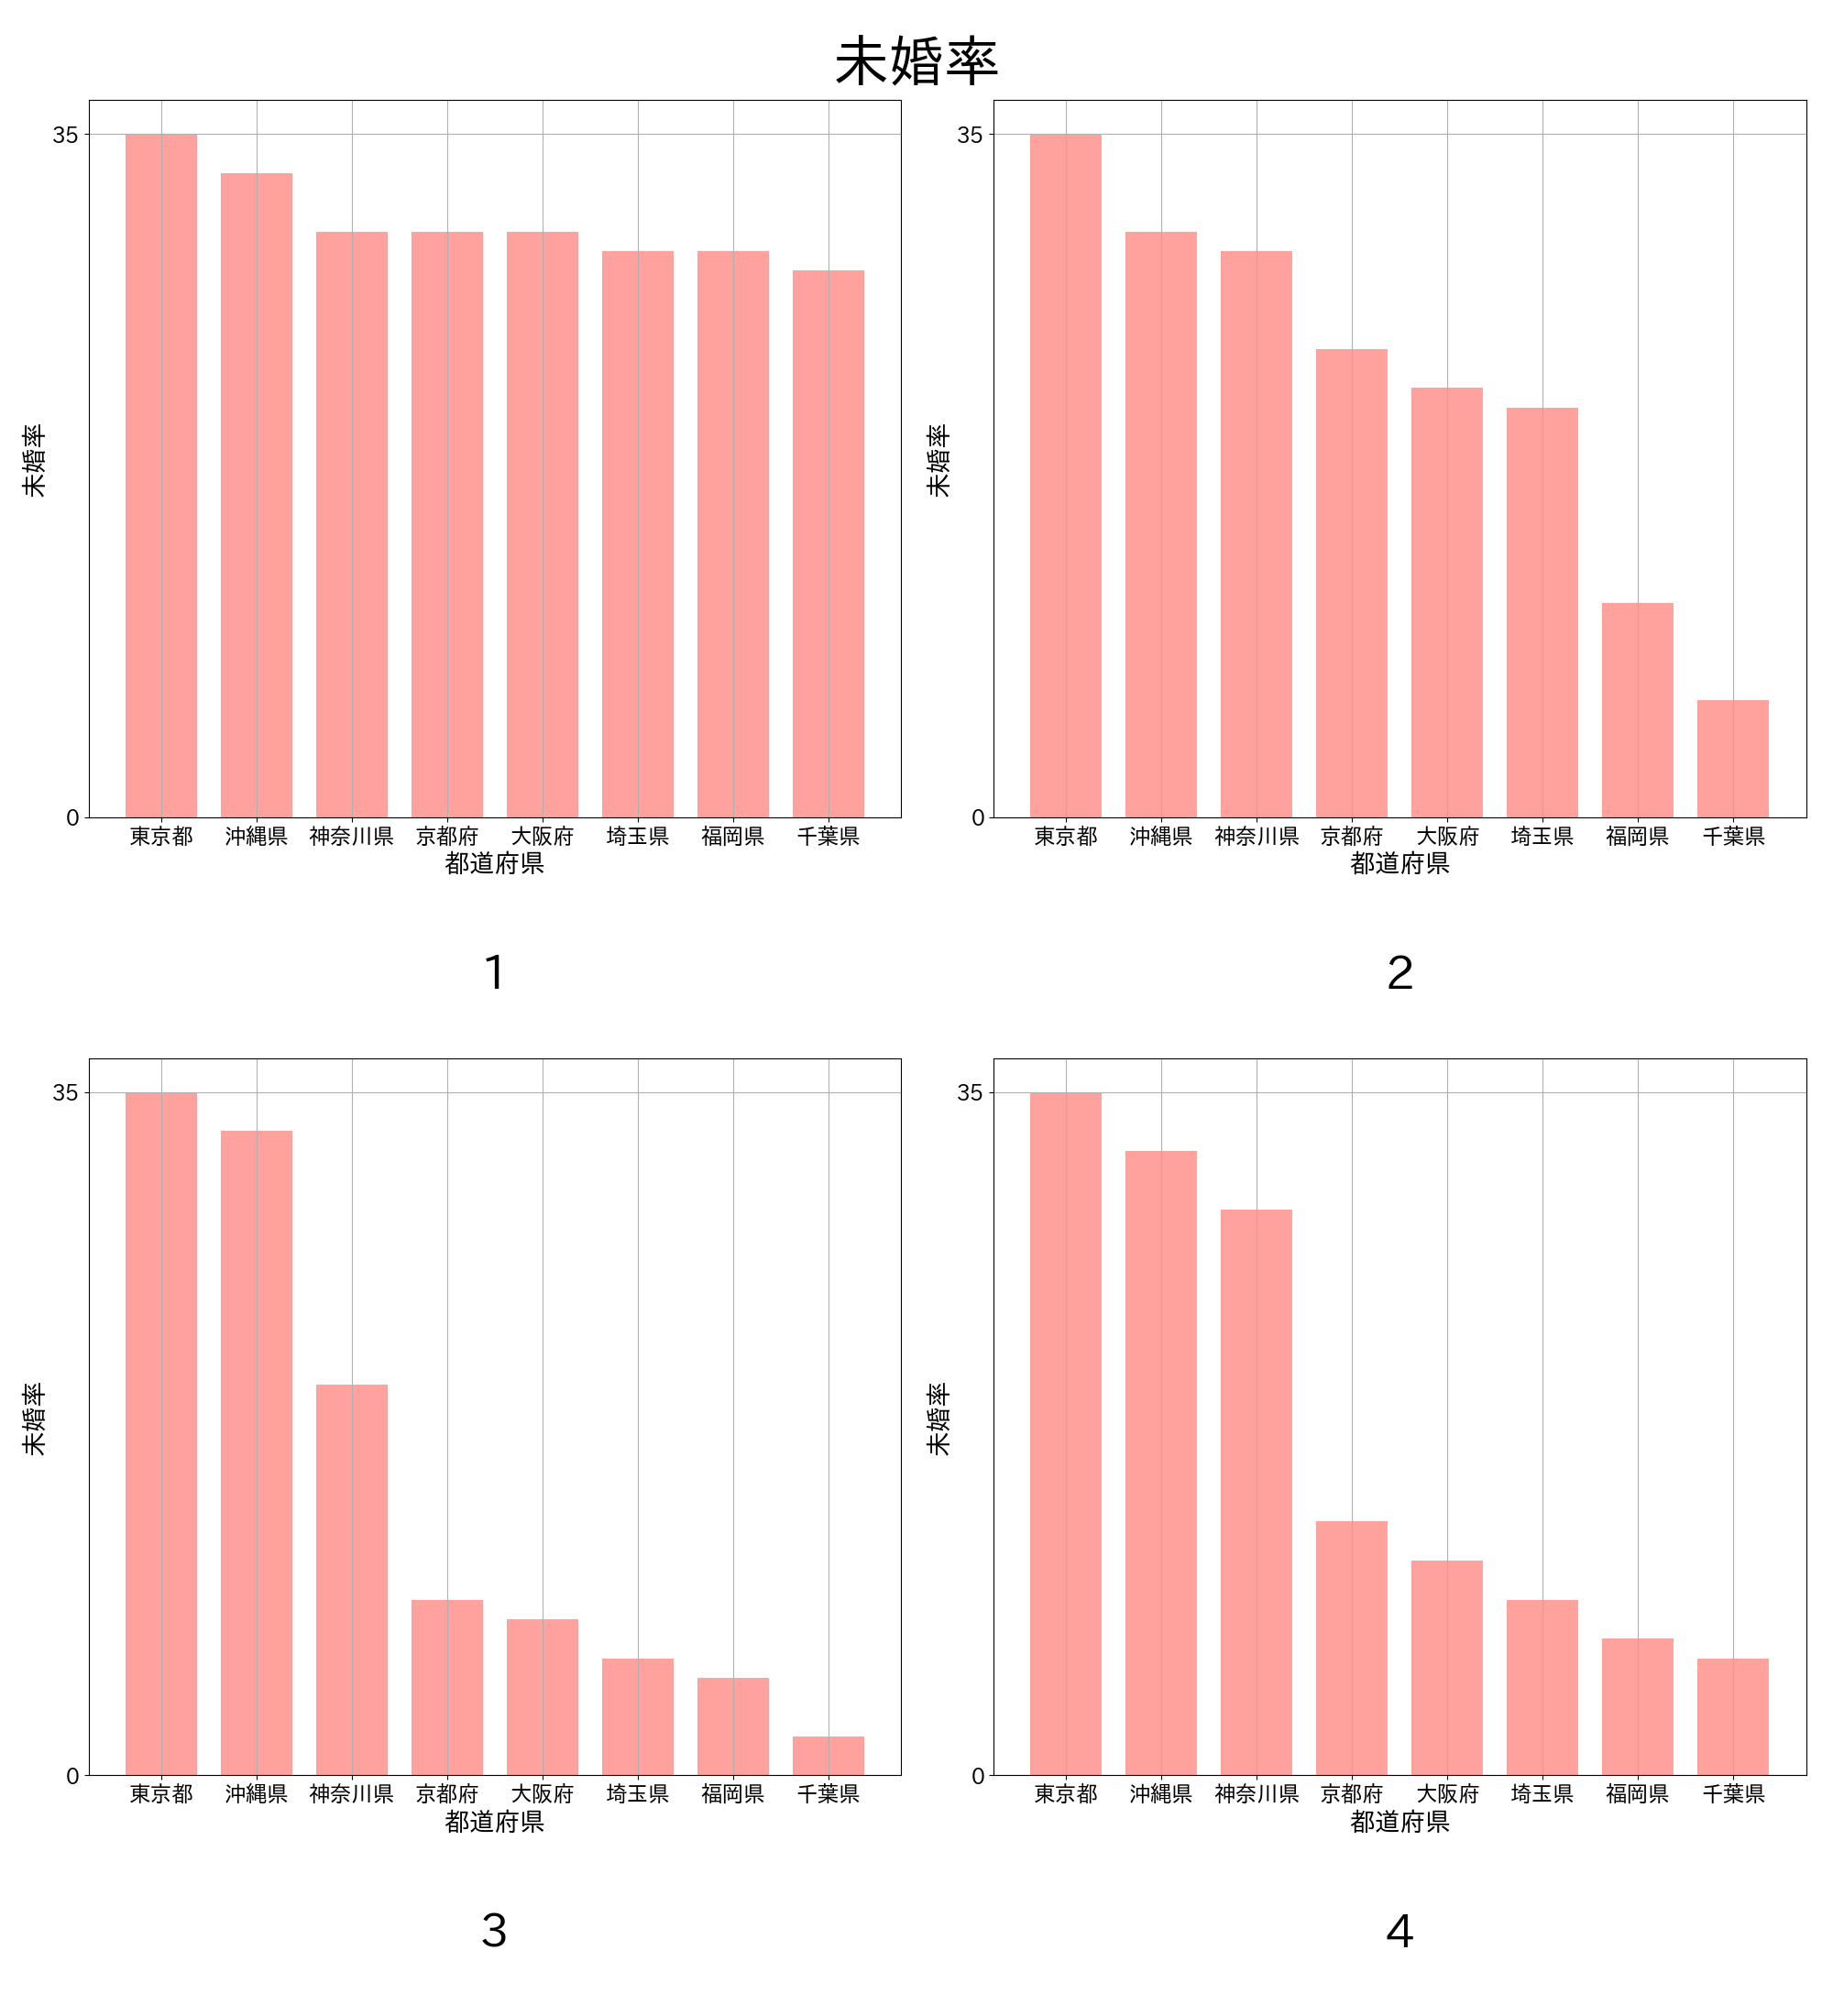 未婚率
35
0
未婚率
東京都 沖縄県 神奈川県 京都府 大阪府 埼玉県 福岡県 千葉県
都道府県
1
35
0
未婚率
東京都 沖縄県 神奈川県 京都府 大阪府 埼玉県 福岡県 千葉県
都道府県
2
35
0
未婚率
東京都 沖縄県 神奈川県 京都府 大阪府 埼玉県 福岡県 千葉県
都道府県
3
35
0
未婚率
東京都 沖縄県 神奈川県 京都府 大阪府 埼玉県 福岡県 千葉県
都道府県
4